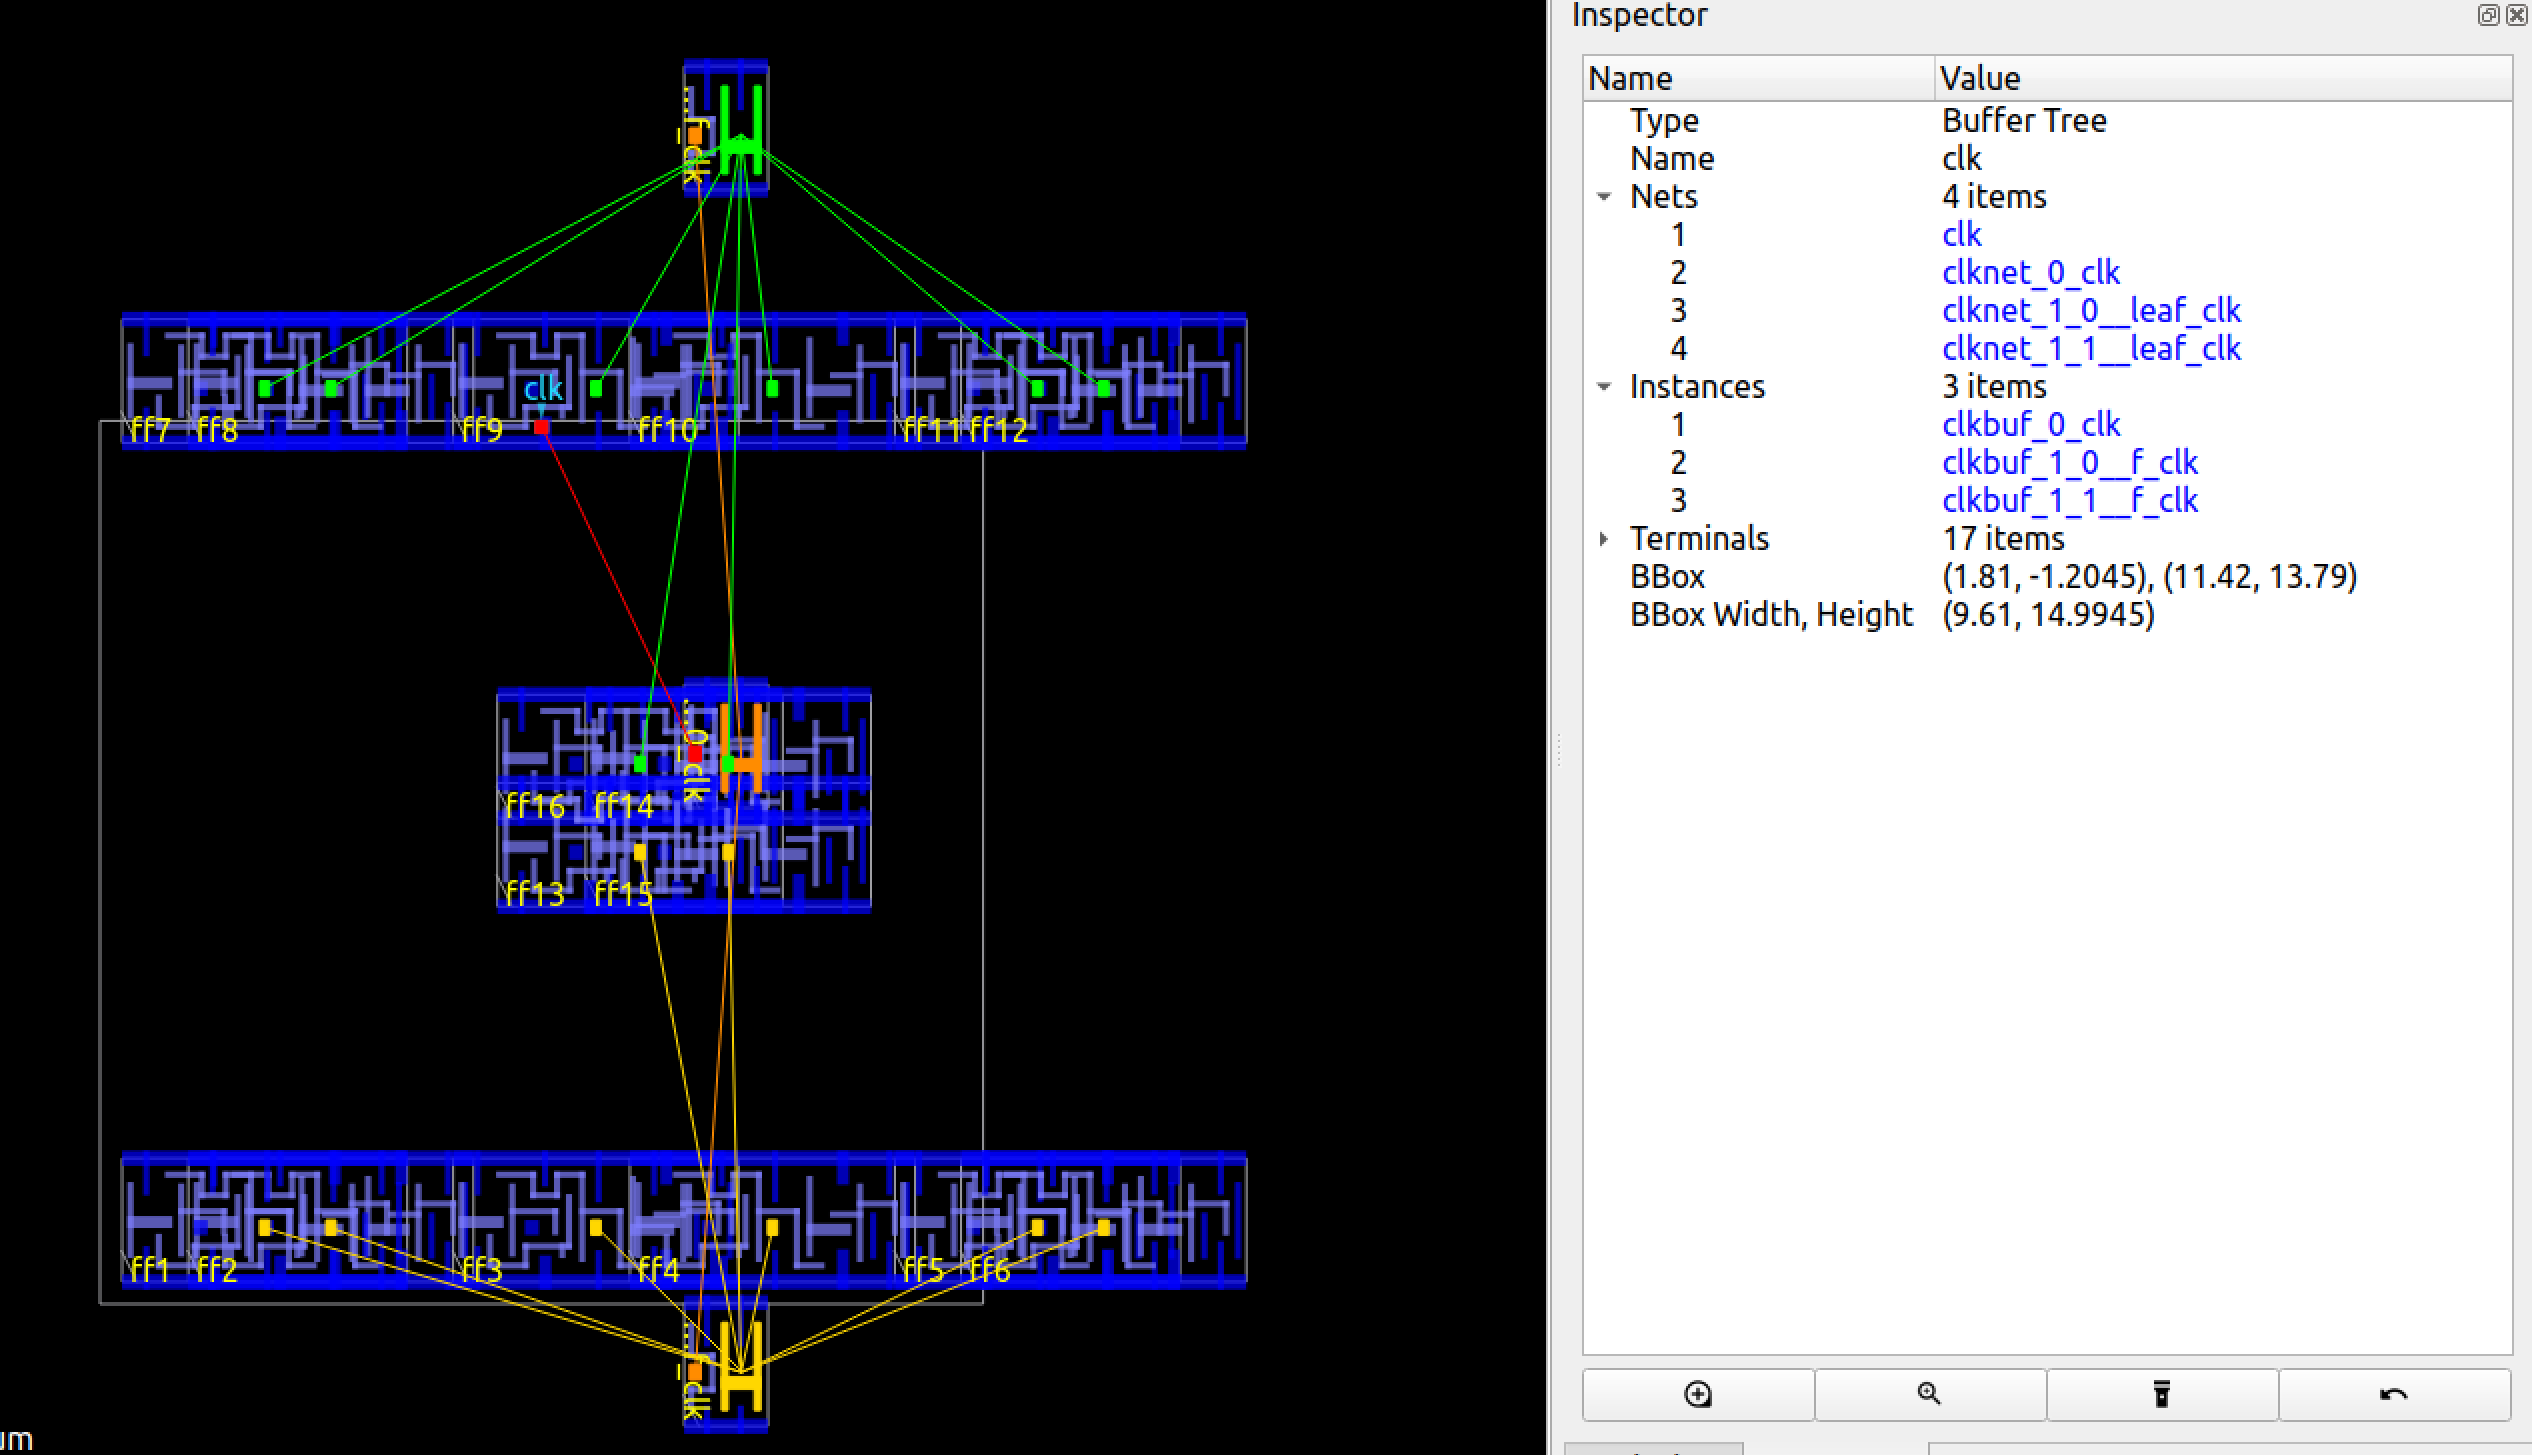 Inspector
Name Value
Type Buffer Tree
Name clk
Nets 4 items
1 clk
2 clknet_0_clk
3 clknet_1_0__leaf_clk
4 clknet_1_1__leaf_clk
Instances 3 items
1 clkbuf_0_clk
2 clkbuf_1_0__f_clk
3 clkbuf_1_1__f_clk
Terminals 17 items
BBox (1.81, -1.2045), (11.42, 13.79)
BBox Width, Height (9.61, 14.9945)
..._f_clk
clk
ff7 ff8 ff9 ff10 ff11 ff12
...0_clk
ff16 ff14
ff13 ff15
ff1 ff2 ff3 ff4 ff5 ff6
..._f_clk